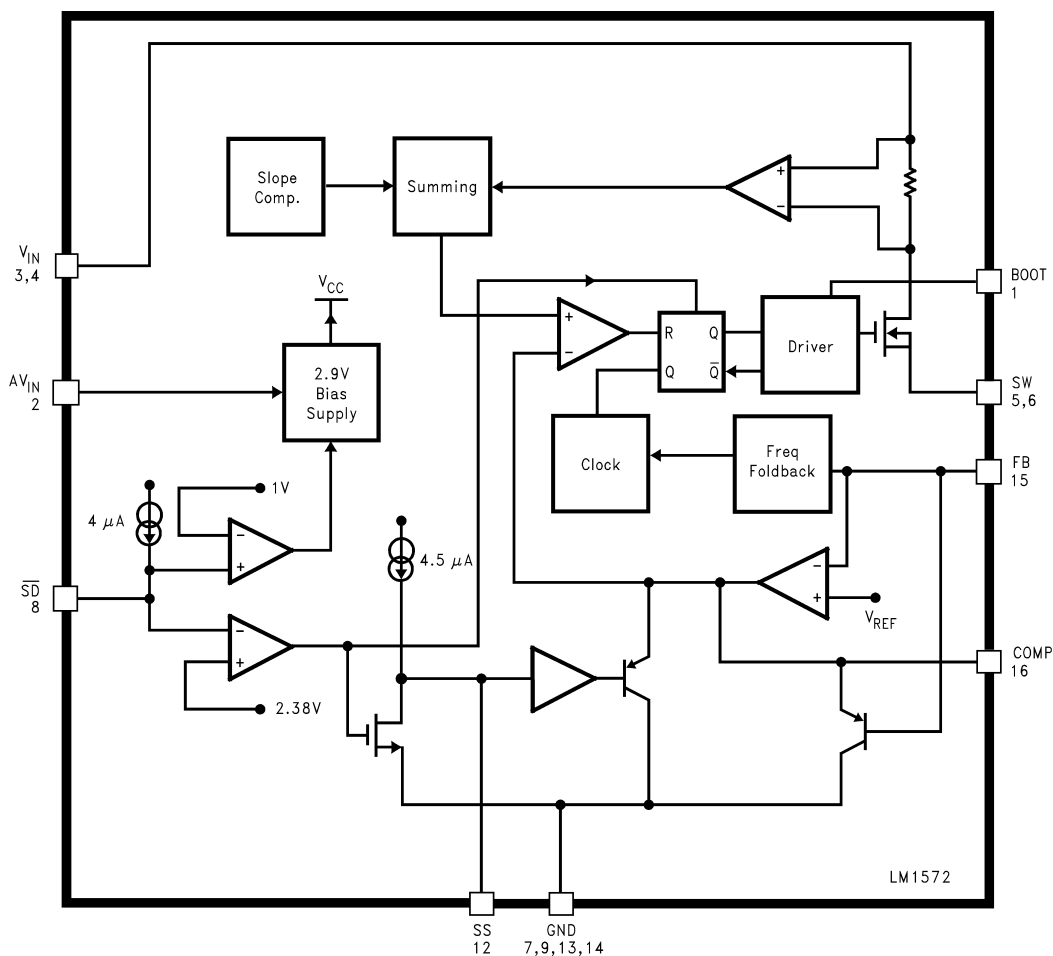 Slope
Comp.
Summing
+
−
V_IN
3,4
V_CC
BOOT
1
+
−
R
Q
Q
Q̅
Driver
AV_IN
2
2.9V
Bias
Supply
SW
5,6
Clock
Freq
Foldback
FB
15
1V
4 μA
−
+
4.5 μA
S̅D̅
8
−
+
V_REF
−
+
COMP
16
2.38V
LM1572
SS
12
GND
7,9,13,14